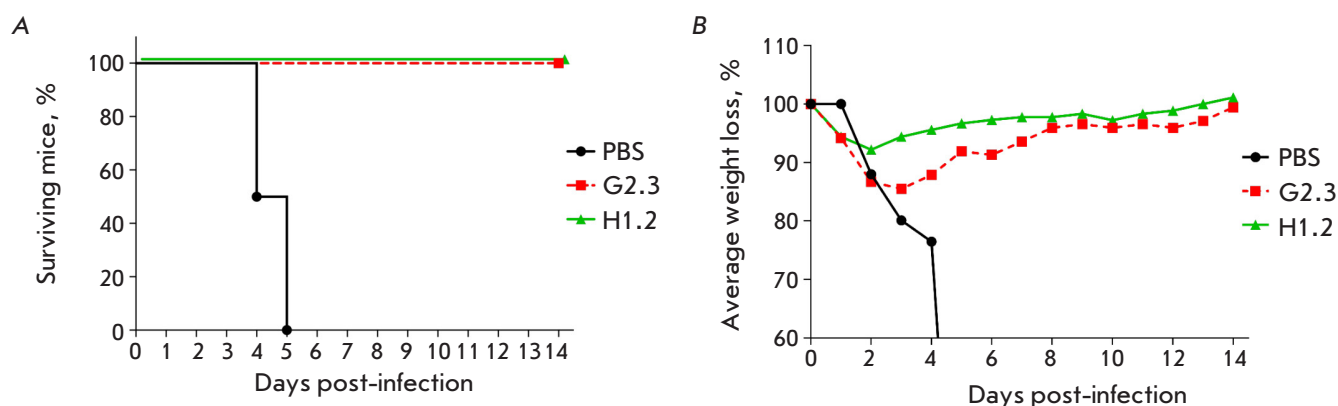 A
Surviving mice, %
100
80
60
40
20
0
0 1 2 3 4 5 6 7 8 9 10 11 12 13 14
Days post-infection
PBS
G2.3
H1.2
B
Average weight loss, %
110
100
90
80
70
60
0 2 4 6 8 10 12 14
Days post-infection
PBS
G2.3
H1.2